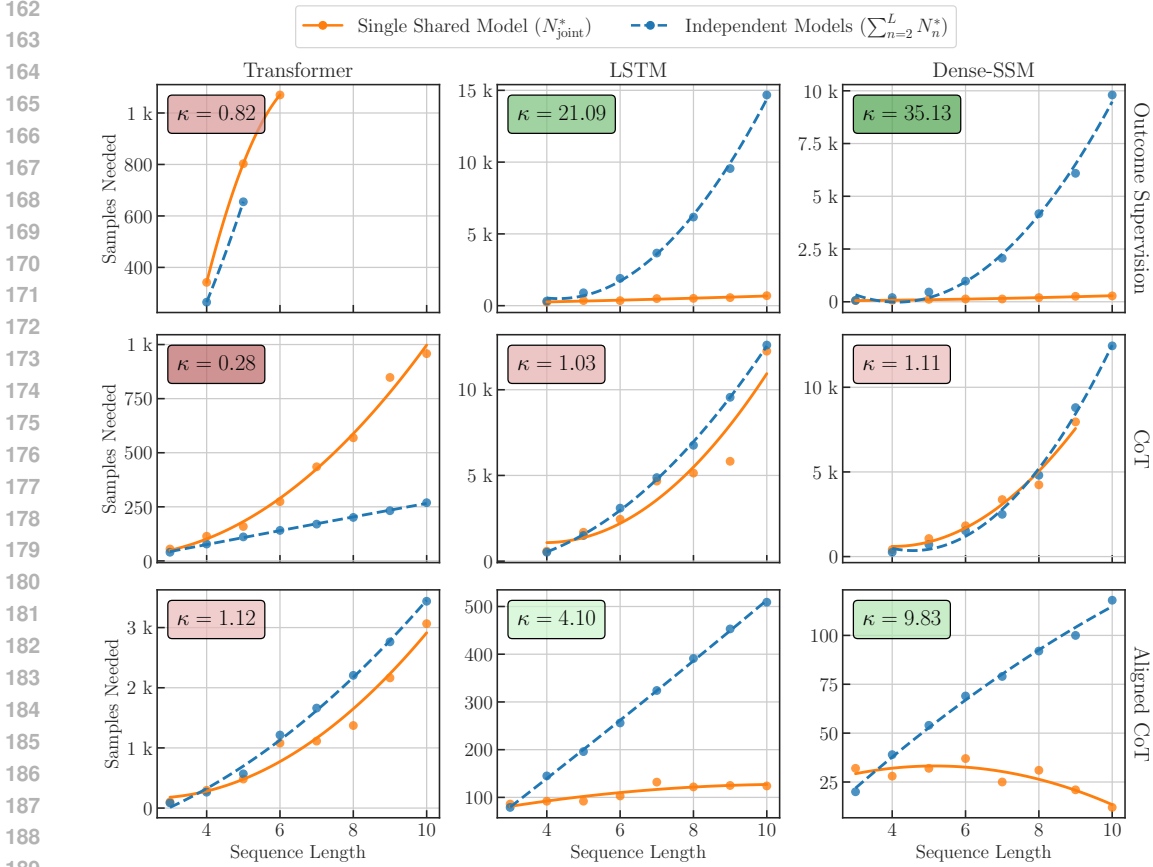 162
163
164
165
166
167
168
169
170
171
172
173
174
175
176
177
178
179
180
181
182
183
184
185
186
187
188
Single Shared Model (N*_joint)
Independent Models (∑_{n=2}^{L} N*_n)
Transformer
LSTM
Dense-SSM
Samples Needed
1 k
800
600
400
κ = 0.82
15 k
10 k
5 k
0
κ = 21.09
10 k
7.5 k
5 k
2.5 k
0
κ = 35.13
Outcome Supervision
Samples Needed
1 k
750
500
250
0
κ = 0.28
10 k
5 k
0
κ = 1.03
10 k
5 k
0
κ = 1.11
CoT
Samples Needed
3 k
2 k
1 k
0
κ = 1.12
500
400
300
200
100
κ = 4.10
100
75
50
25
κ = 9.83
Aligned CoT
4 6 8 10
4 6 8 10
4 6 8 10
Sequence Length
Sequence Length
Sequence Length